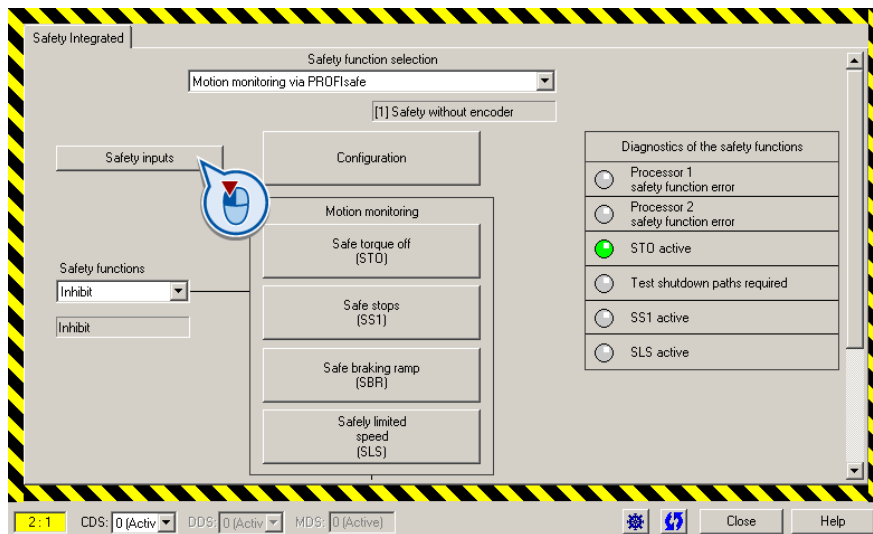 Safety Integrated
Safety function selection
Motion monitoring via PROFIsafe
[1] Safety without encoder
Safety inputs
Configuration
Diagnostics of the safety functions
Processor 1
safety function error
Processor 2
safety function error
STO active
Test shutdown paths required
SS1 active
SLS active
Motion monitoring
Safe torque off
(STO)
Safety functions
Inhibit
Inhibit
Safe stops
(SS1)
Safe braking ramp
(SBR)
Safely limited
speed
(SLS)
2 : 1 CDS: 0 (Activ DDS: 0 (Activ MDS: 0 (Active) Close Help